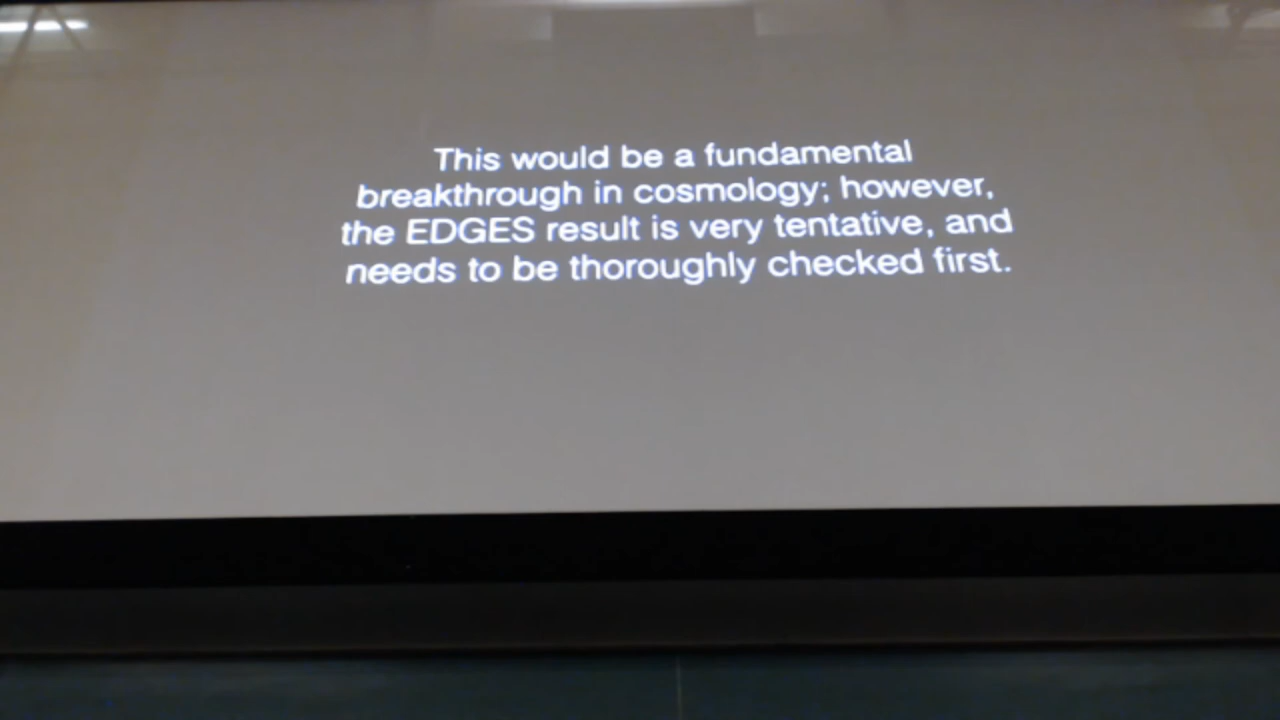 This would be a fundamental
breakthrough in cosmology; however,
the EDGES result is very tentative, and
needs to be thoroughly checked first.